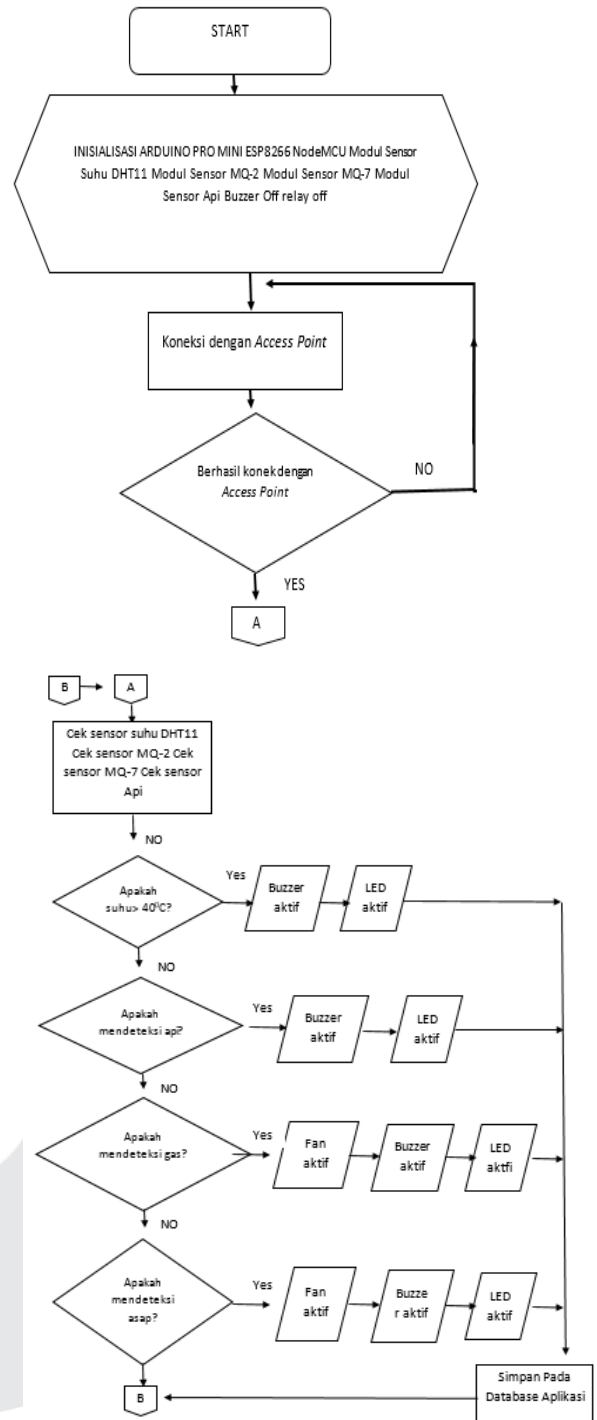 START
INISIALISASI ARDUINO PRO MINI ESP8266 NodeMCU Modul Sensor
Suhu DHT11 Modul Sensor MQ-2 Modul Sensor MQ-7 Modul
Sensor Api Buzzer Off relay off
Koneksi dengan Access Point
Berhasil konek dengan
Access Point
NO
YES
A
B
A
Cek sensor suhu DHT11
Cek sensor MQ-2 Cek
sensor MQ-7 Cek sensor
Api
NO
Apakah
suhu> 40⁰C?
Yes
Buzzer
aktif
LED
aktif
NO
Apakah
mendeteksi api?
Yes
Buzzer
aktif
LED
aktif
NO
Apakah
mendeteksi gas?
Yes
Fan
aktif
Buzzer
aktif
LED
aktfi
NO
Apakah
mendeteksi
asap?
Yes
Fan
aktif
Buzze
r aktif
LED
aktif
Simpan Pada
Database Aplikasi
B